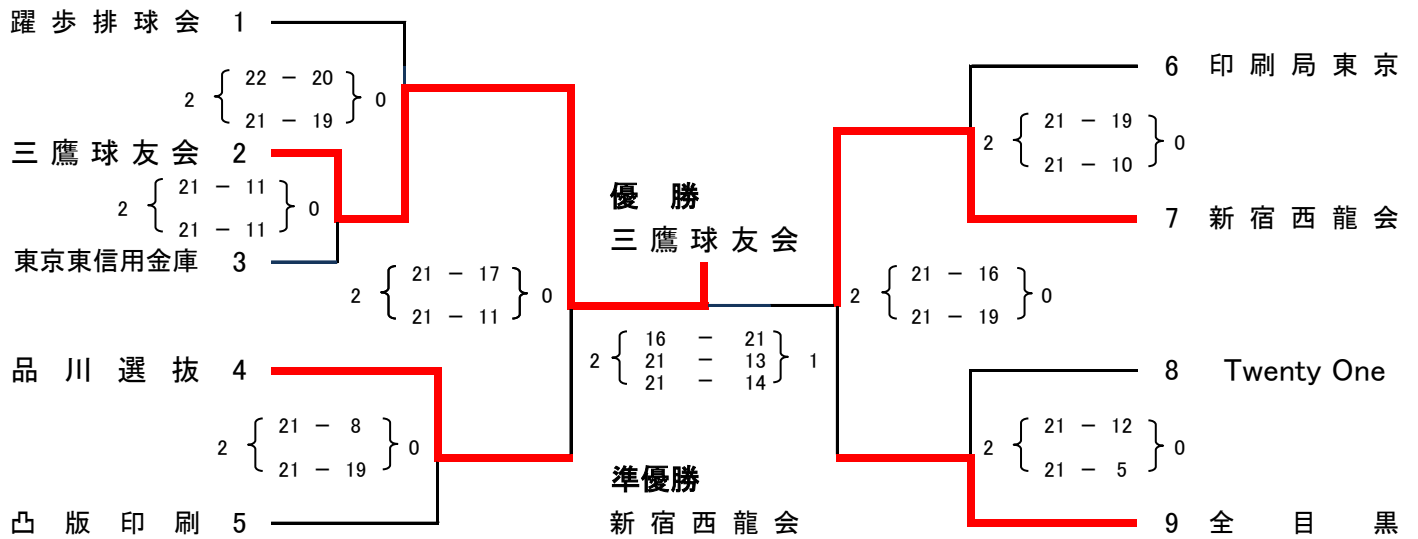 躍歩排球会 1
2 { 22 － 20 } 0
21 － 19
三鷹球友会 2
2 { 21 － 11 } 0
21 － 11
東京東信用金庫 3
2 { 21 － 17 } 0
21 － 11
品川選抜 4
2 { 21 － 8 } 0
21 － 19
凸版印刷 5
優勝
三鷹球友会
2 { 16 － 21 } 1
21 － 13
21 － 14
準優勝
新宿西龍会
6 印刷局東京
2 { 21 － 19 } 0
21 － 10
7 新宿西龍会
2 { 21 － 16 } 0
21 － 19
8 Twenty One
2 { 21 － 12 } 0
21 － 5
9 全目黒